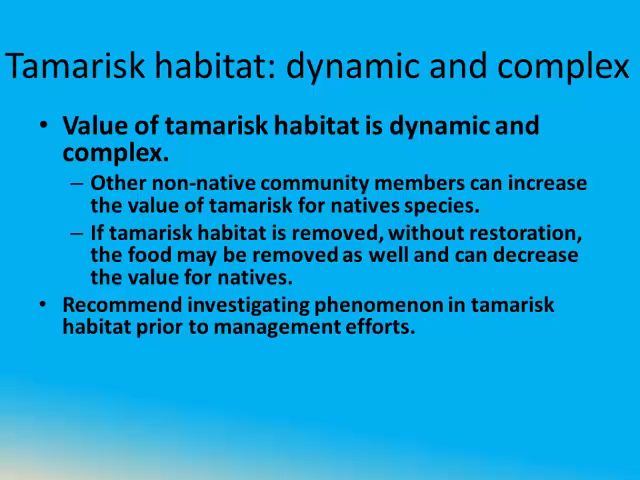 Tamarisk habitat: dynamic and complex
• Value of tamarisk habitat is dynamic and
complex.
– Other non-native community members can increase
the value of tamarisk for natives species.
– If tamarisk habitat is removed, without restoration,
the food may be removed as well and can decrease
the value for natives.
• Recommend investigating phenomenon in tamarisk
habitat prior to management efforts.